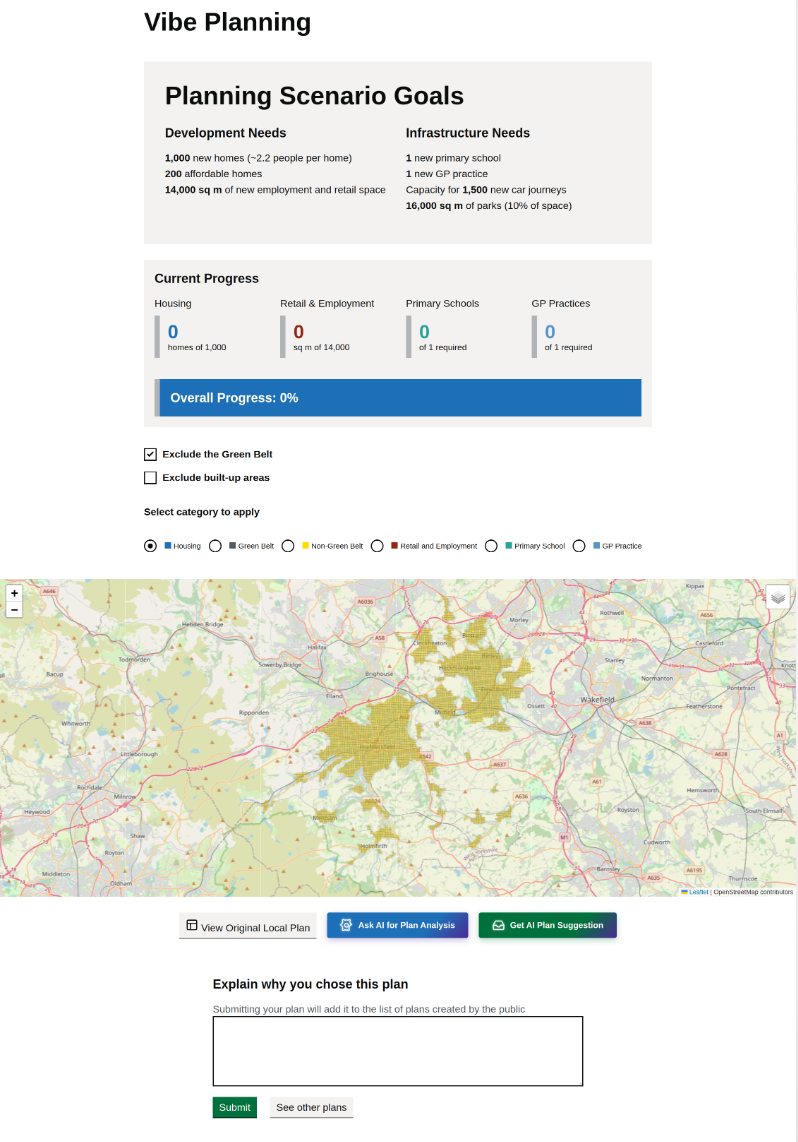 Vibe Planning
Planning Scenario Goals
Development Needs
1,000 new homes (~2.2 people per home)
200 affordable homes
14,000 sq m of new employment and retail space
Infrastructure Needs
1 new primary school
1 new GP practice
Capacity for 1,500 new car journeys
16,000 sq m of parks (10% of space)
Current Progress
Housing
0
homes of 1,000
Retail & Employment
0
sq m of 14,000
Primary Schools
0
of 1 required
GP Practices
0
of 1 required
Overall Progress: 0%
Exclude the Green Belt
Exclude built-up areas
Select category to apply
Housing
Green Belt
Non-Green Belt
Retail and Employment
Primary School
GP Practice
+
−
A646
A6036
Kippax
A58
Morley
Rothwell
A656
Hebden Bridge
Halifax
Castleford
Todmorden
Sowerby Bridge
Stanley
Bacup
Brighouse
Normanton
Pontefract
Elland
Ripponden
Ossett
Wakefield
Featherstone
Whitworth
A638
A1
Littleborough
A642
A637
A628
A61
Rochdale
Milnrow
A636
Hemsworth
Heywood
Royston
South Elmsall
Shaw
M1
Cudworth
Royton
Holmfirth
Middleton
Oldham
Barnsley
A635
A6195
Thurnscoe
Leaflet | OpenStreetMap contributors
View Original Local Plan
Ask AI for Plan Analysis
Get AI Plan Suggestion
Explain why you chose this plan
Submitting your plan will add it to the list of plans created by the public
Submit
See other plans